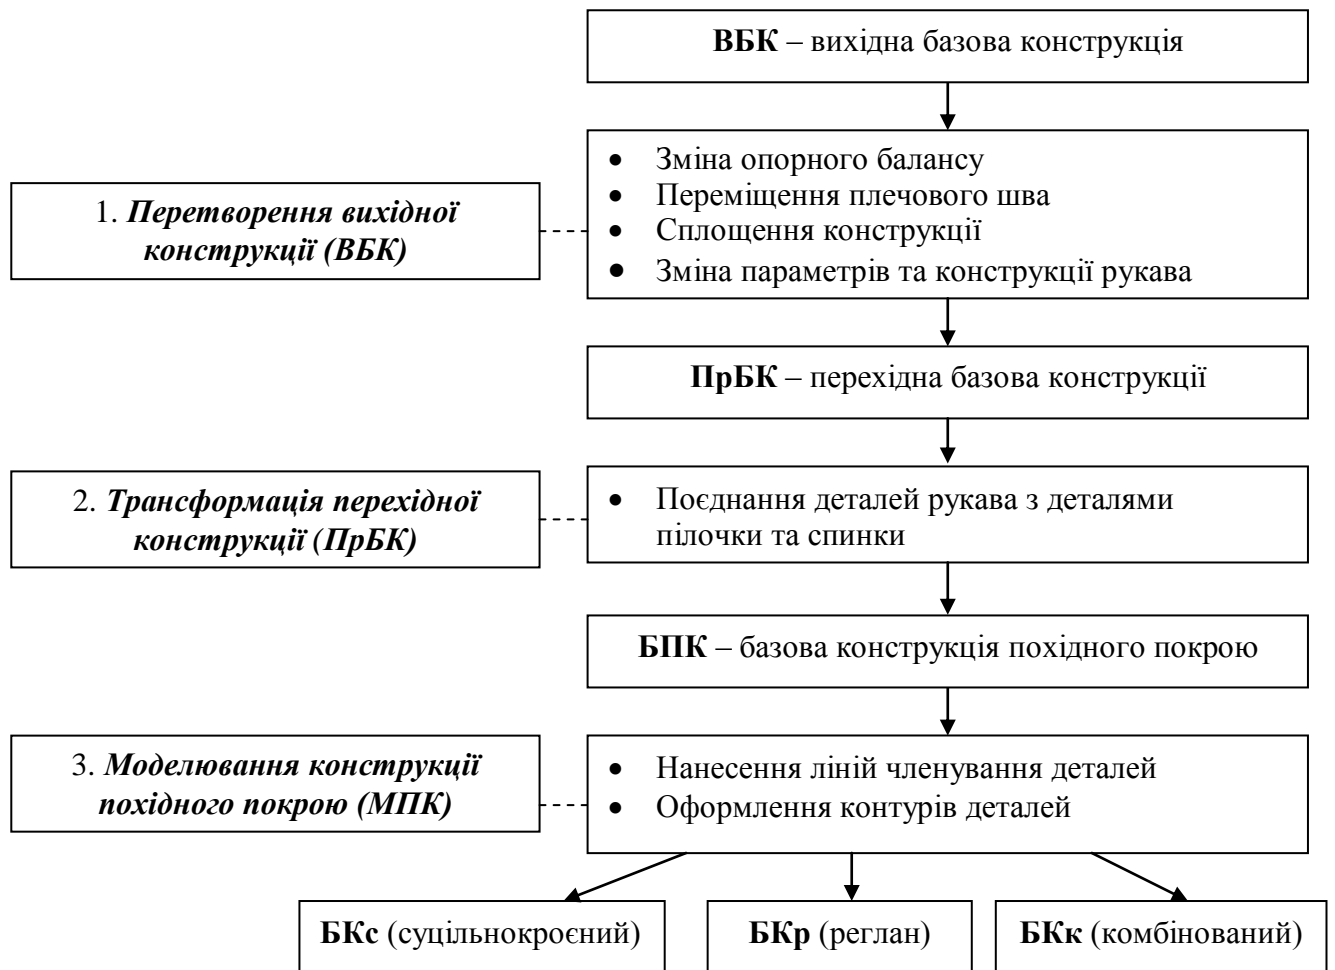 ВБК – вихідна базова конструкція
1. Перетворення вихідної
конструкції (ВБК)
• Зміна опорного балансу
• Переміщення плечового шва
• Сплощення конструкції
• Зміна параметрів та конструкції рукава
ПрБК – перехідна базова конструкції
2. Трансформація перехідної
конструкції (ПрБК)
• Поєднання деталей рукава з деталями
пілочки та спинки
БПК – базова конструкція похідного покрою
3. Моделювання конструкції
похідного покрою (МПК)
• Нанесення ліній членування деталей
• Оформлення контурів деталей
БКс (суцільнокроєний)
БКр (реглан)
БКк (комбінований)